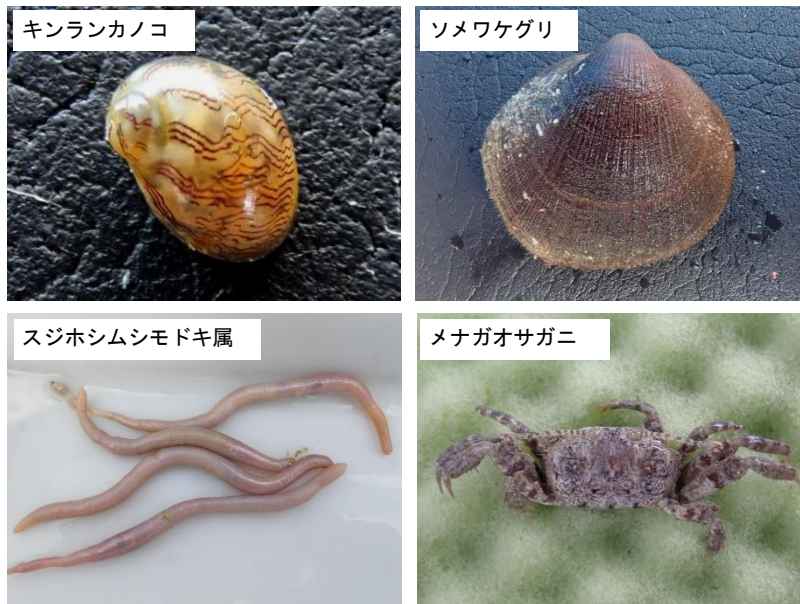 キンランカノコ
ソメワケグリ
スジホシムシモドキ属
メナガオサガニ